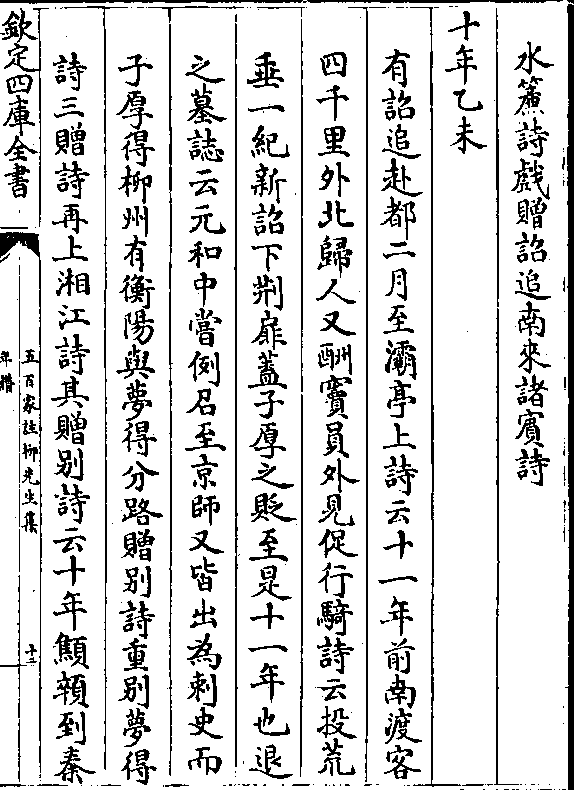 水簾詩戲贈詔追南來諸賓詩
十年乙未
有詔追赴都二月至灞亭上詩云十一年前南渡客
四千里外北歸人又酬竇員外見促行騎詩云投荒
垂一紀新詔下荆扉蓋子厚之貶至是十一年也退
之墓誌云元和中嘗例召至京師又皆出為刺史而
子厚得柳州有衡陽與夢得分路贈别詩重别夢得
詩三贈詩再上湘江詩其贈别詩云十年顦顇到秦
欽定四庫全書
五百家註柳先生集
年譜
十二